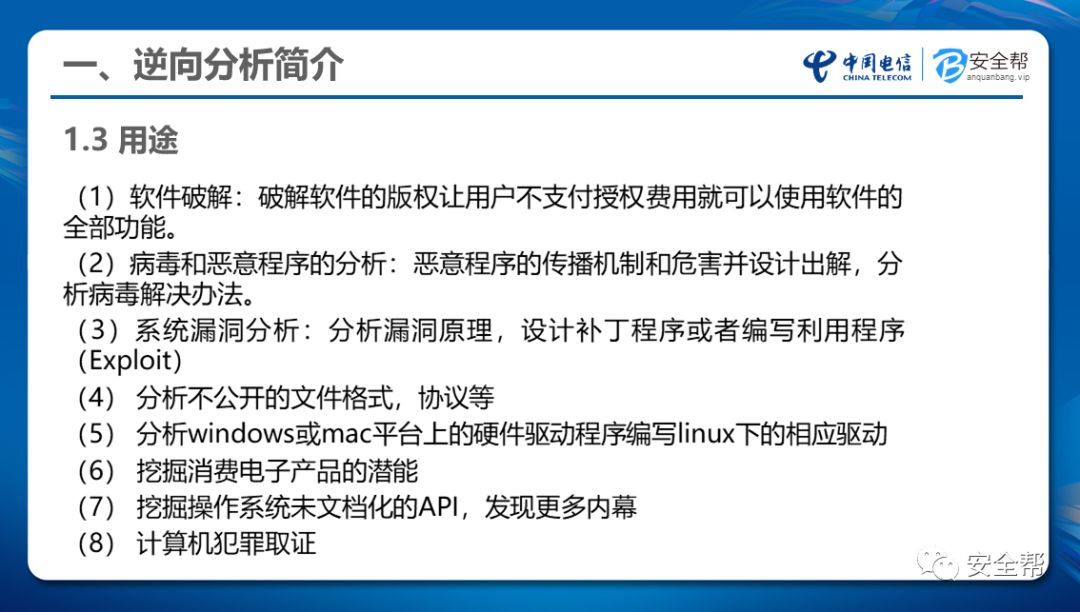 一、逆向分析简介
中国电信
CHINA TELECOM
安全帮
anquanbang.vip
1.3 用途
（1）软件破解：破解软件的版权让用户不支付授权费用就可以使用软件的
全部功能。
（2）病毒和恶意程序的分析：恶意程序的传播机制和危害并设计出解，分
析病毒解决办法。
（3）系统漏洞分析：分析漏洞原理，设计补丁程序或者编写利用程序
（Exploit）
（4） 分析不公开的文件格式，协议等
（5） 分析windows或mac平台上的硬件驱动程序编写linux下的相应驱动
（6） 挖掘消费电子产品的潜能
（7） 挖掘操作系统未文档化的API，发现更多内幕
（8） 计算机犯罪取证
安全帮